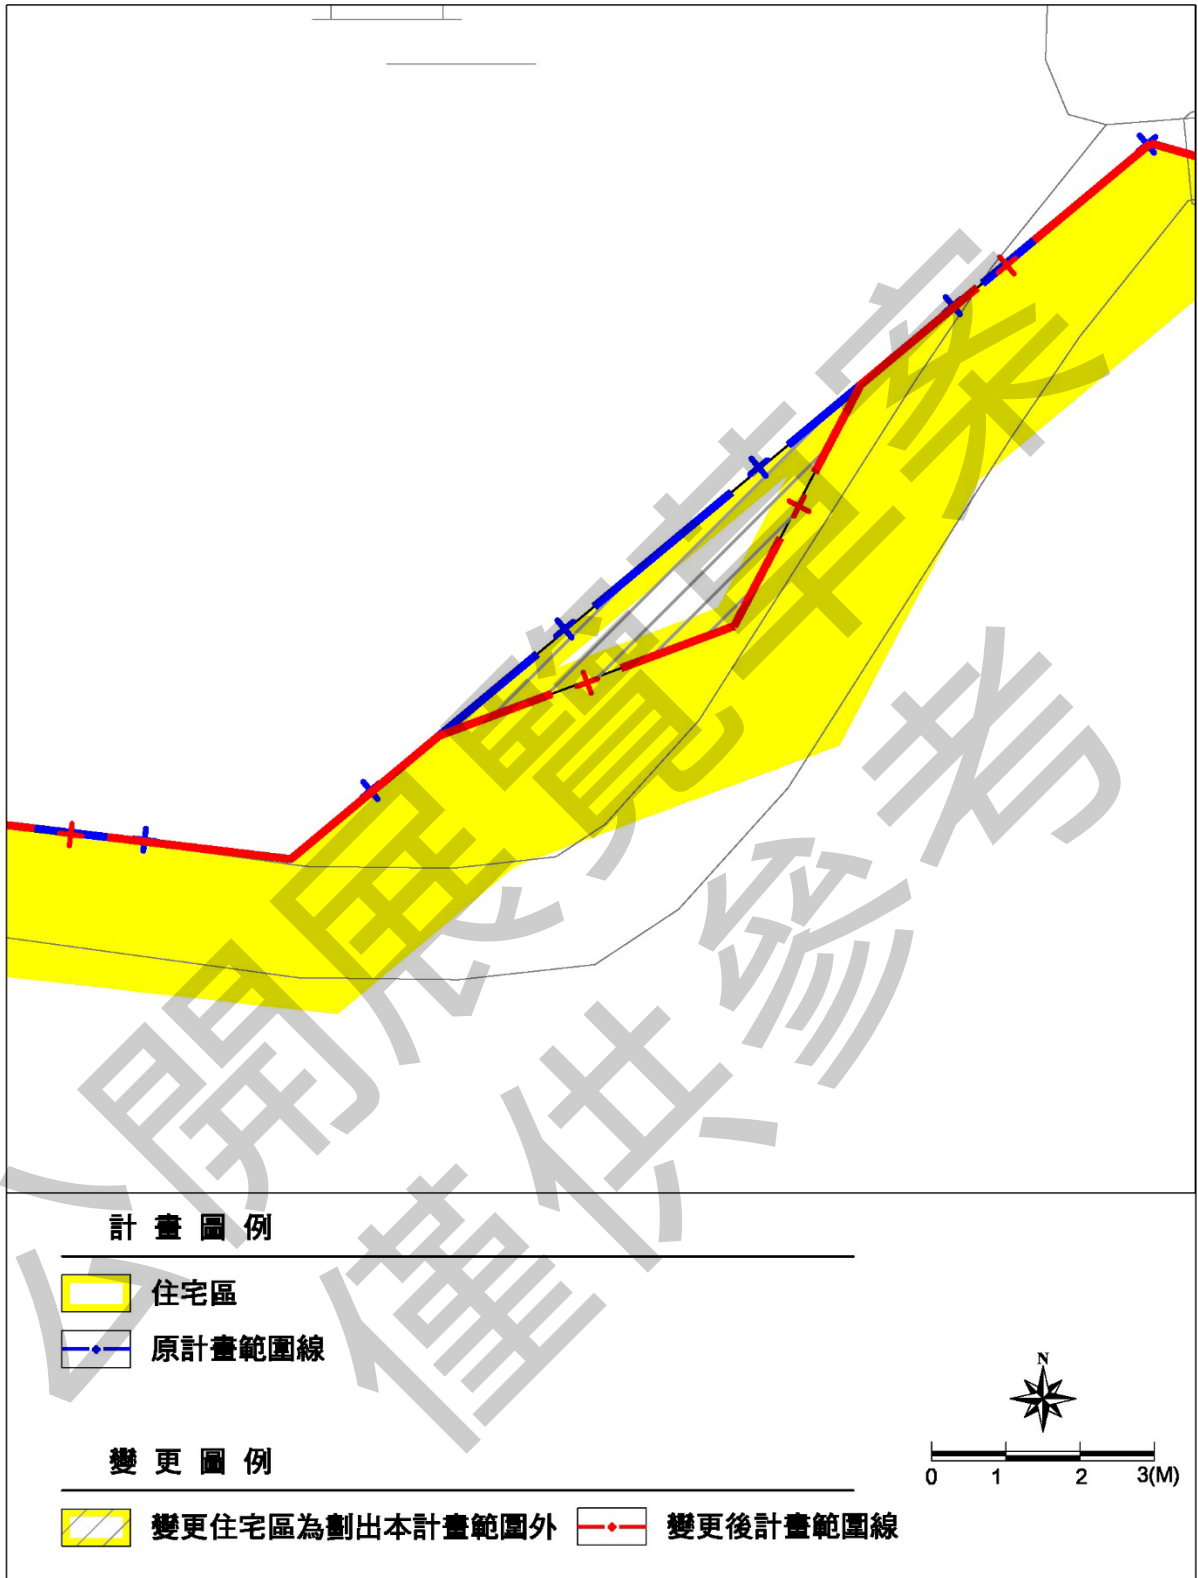 公開展覽草案
僅供參考
計畫圖例
住宅區
原計畫範圍線
N
0 1 2 3(M)
變更圖例
變更住宅區為劃出本計畫範圍外 變更後計畫範圍線